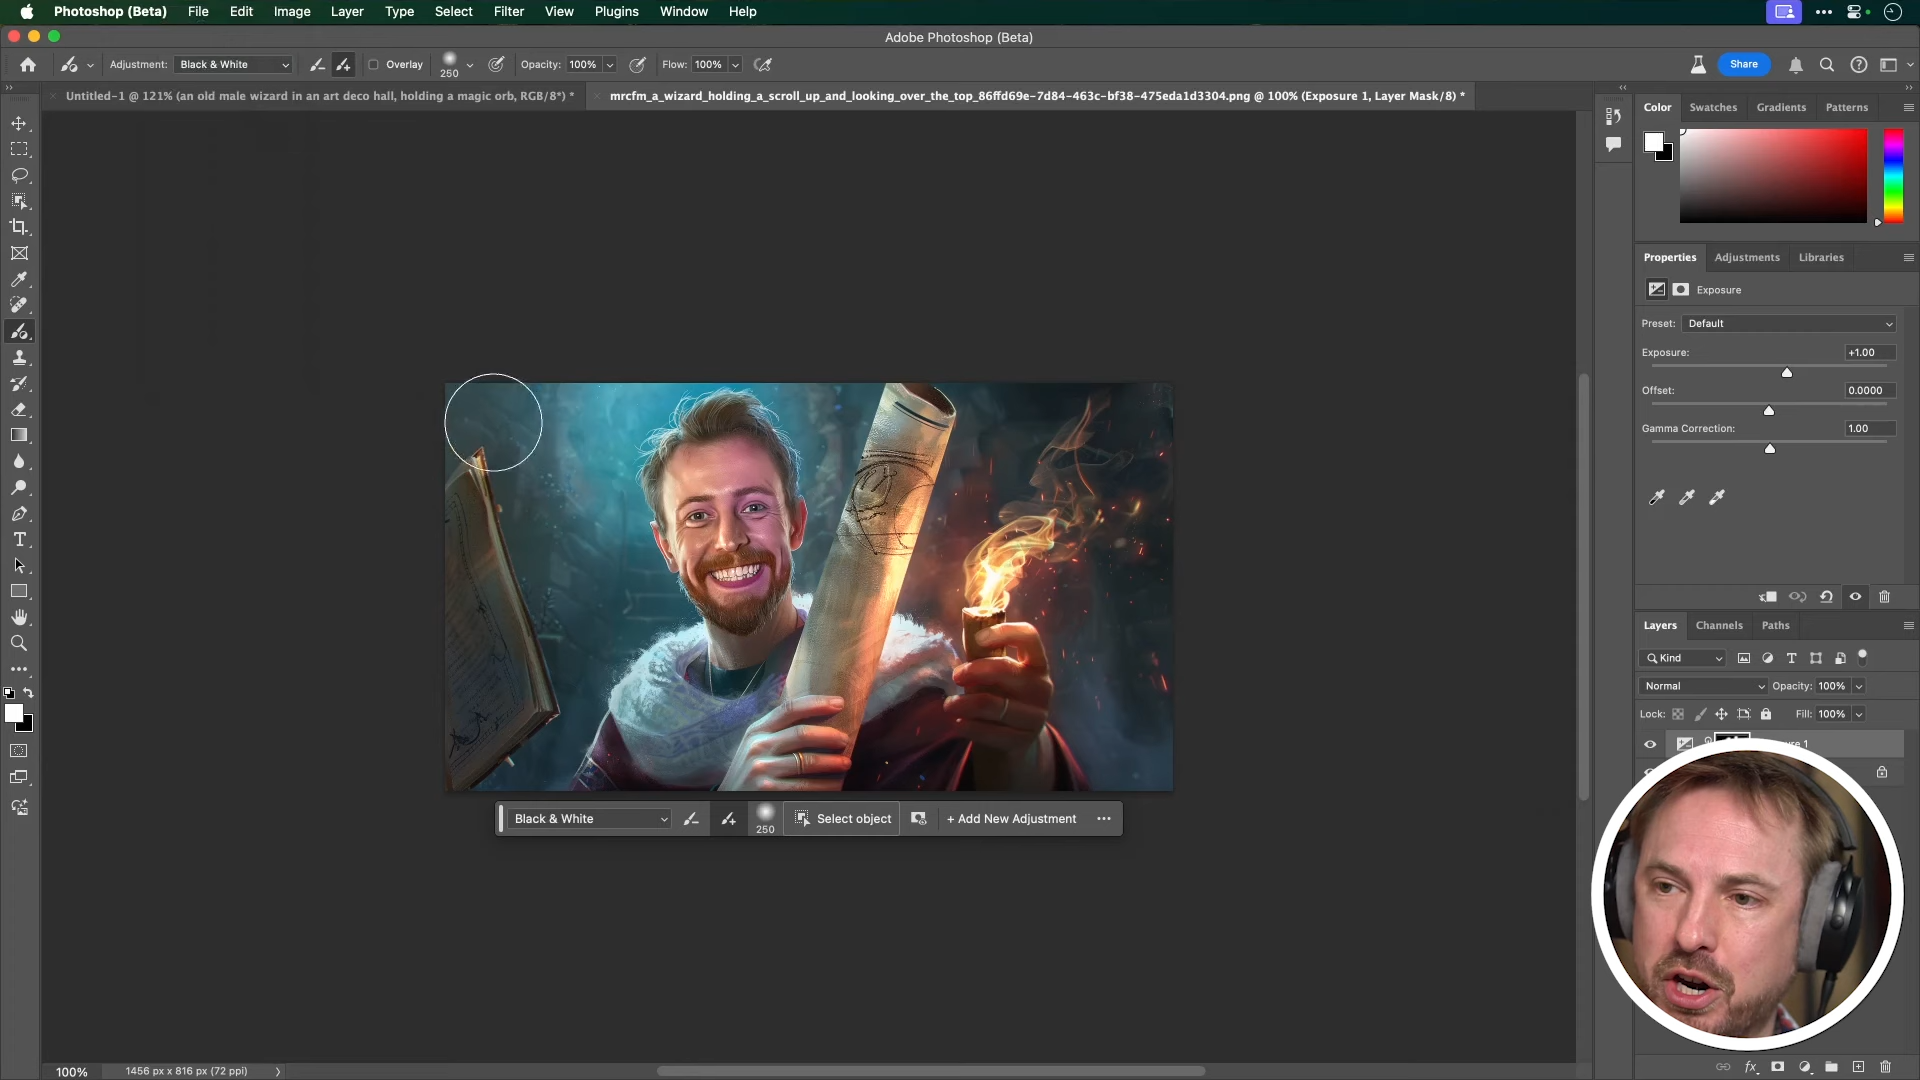 Photoshop (Beta) File Edit Image Layer Type Select Filter View Plugins Window Help
Adobe Photoshop (Beta)
Adjustment: Black & White Overlay 250 Opacity: 100% Flow: 100% Share
Untitled-1 @ 121% (an old male wizard in an art deco hall, holding a magic orb, RGB/8*) *
mrcfm_a_wizard_holding_a_scroll_up_and_looking_over_the_top_86ffd69e-7d84-463c-bf38-475eda1d3304.png @ 100% (Exposure 1, Layer Mask/8) *
Color Swatches Gradients Patterns
Properties Adjustments Libraries
Exposure
Preset: Default
Exposure: +1.00
Offset: 0.0000
Gamma Correction: 1.00
Layers Channels Paths
Kind
Normal Opacity: 100%
Lock: Fill: 100%
Black & White 250 Select object + Add New Adjustment
100% 1456 px x 816 px (72 ppi)